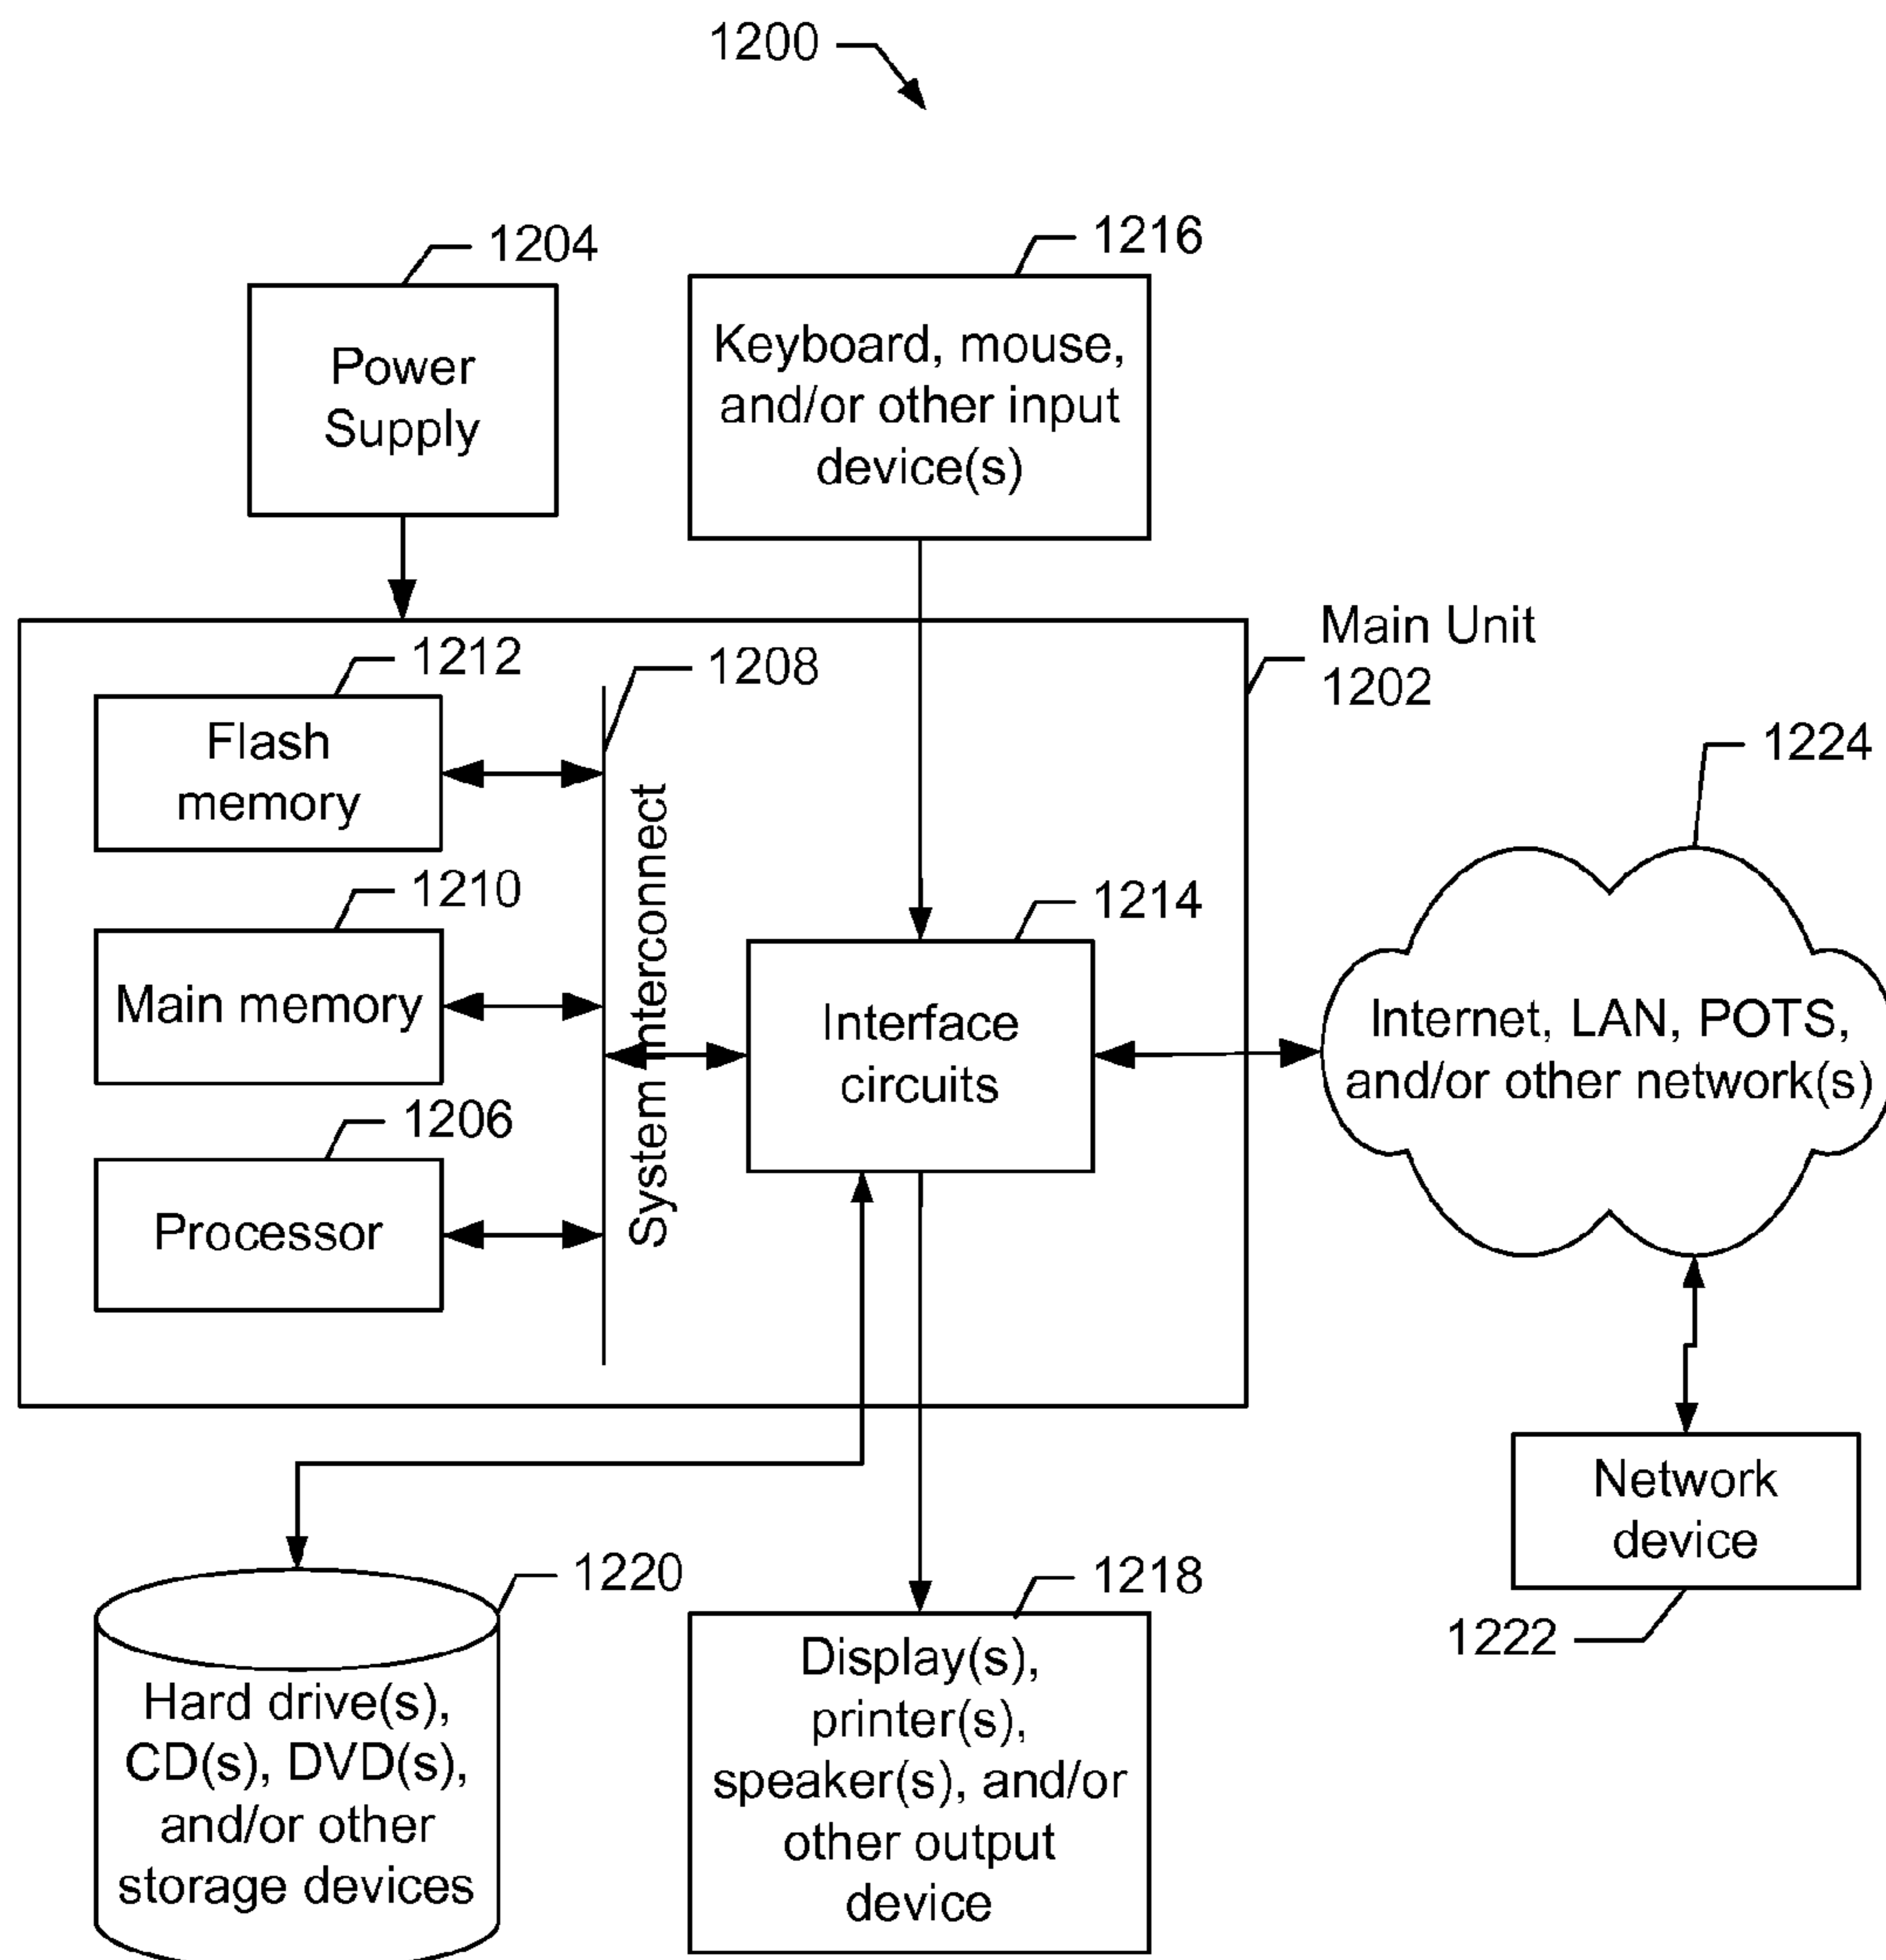 1200
1204
1216
Power
Supply
Keyboard, mouse,
and/or other input
device(s)
Main Unit
1202
1212
1208
Flash
memory
1224
1210
Main memory
System Interconnect
1214
Interface
circuits
Internet, LAN, POTS,
and/or other network(s)
1206
Processor
Network
device
1222
1220
Hard drive(s),
CD(s), DVD(s),
and/or other
storage devices
1218
Display(s),
printer(s),
speaker(s), and/or
other output
device